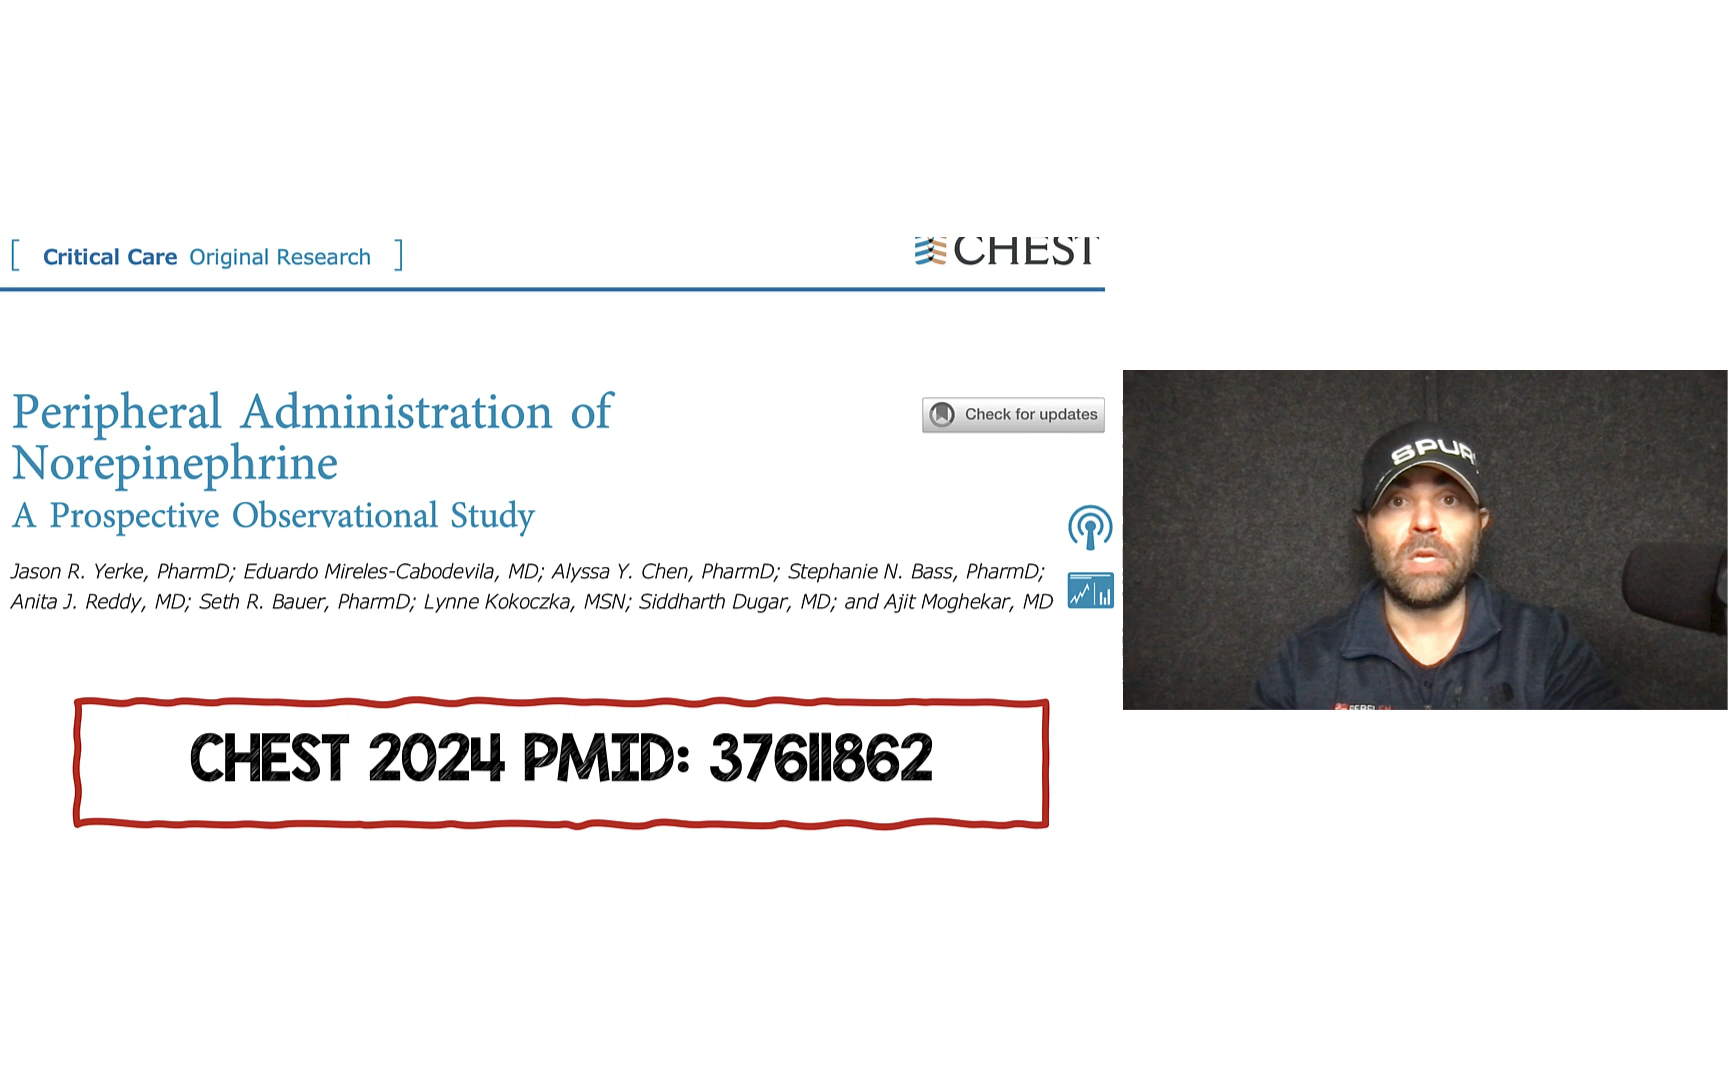 [ Critical Care Original Research ]
CHEST
Peripheral Administration of
Norepinephrine
A Prospective Observational Study
Check for updates
Jason R. Yerke, PharmD; Eduardo Mireles-Cabodevila, MD; Alyssa Y. Chen, PharmD; Stephanie N. Bass, PharmD;
Anita J. Reddy, MD; Seth R. Bauer, PharmD; Lynne Kokoczka, MSN; Siddharth Dugar, MD; and Ajit Moghekar, MD
CHEST 2024 PMID: 37611862
SPUR